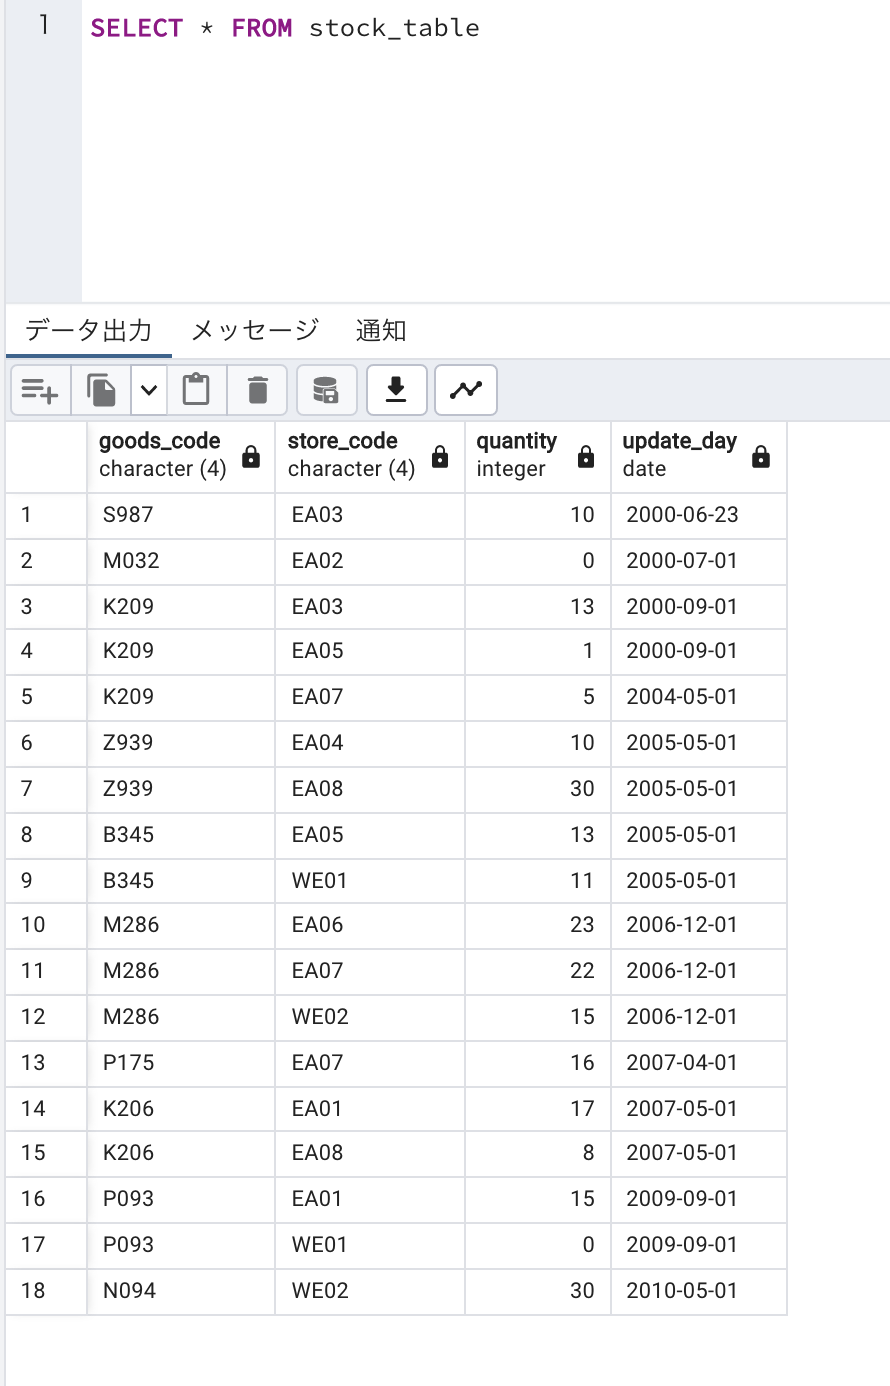 1 SELECT * FROM stock_table
データ出力 メッセージ 通知
goods_code store_code quantity update_day
character (4) character (4) integer date
1 S987 EA03 10 2000-06-23
2 M032 EA02 0 2000-07-01
3 K209 EA03 13 2000-09-01
4 K209 EA05 1 2000-09-01
5 K209 EA07 5 2004-05-01
6 Z939 EA04 10 2005-05-01
7 Z939 EA08 30 2005-05-01
8 B345 EA05 13 2005-05-01
9 B345 WE01 11 2005-05-01
10 M286 EA06 23 2006-12-01
11 M286 EA07 22 2006-12-01
12 M286 WE02 15 2006-12-01
13 P175 EA07 16 2007-04-01
14 K206 EA01 17 2007-05-01
15 K206 EA08 8 2007-05-01
16 P093 EA01 15 2009-09-01
17 P093 WE01 0 2009-09-01
18 N094 WE02 30 2010-05-01